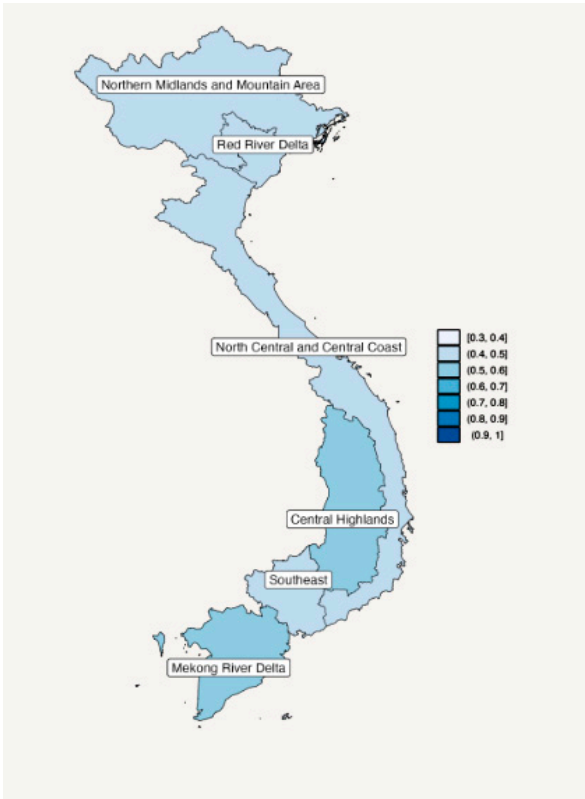 Northern Midlands and Mountain Area
Red River Delta
North Central and Central Coast
[0.3, 0.4]
(0.4, 0.5]
(0.5, 0.6]
(0.6, 0.7]
(0.7, 0.8]
(0.8, 0.9]
(0.9, 1]
Central Highlands
Southeast
Mekong River Delta